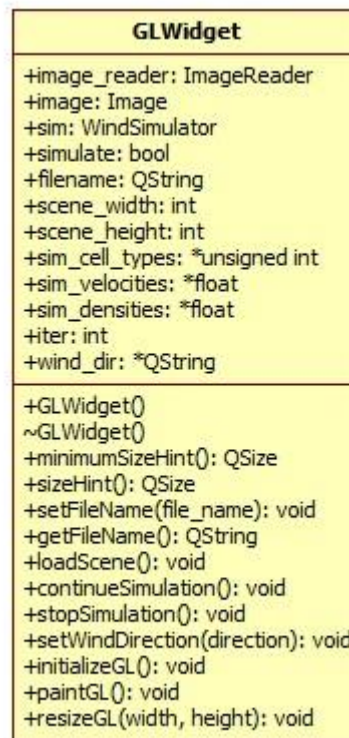 GLWidget
+image_reader: ImageReader
+image: Image
+sim: WindSimulator
+simulate: bool
+filename: QString
+scene_width: int
+scene_height: int
+sim_cell_types: *unsigned int
+sim_velocities: *float
+sim_densities: *float
+iter: int
+wind_dir: *QString
+GLWidget()
~GLWidget()
+minimumSizeHint(): QSize
+sizeHint(): QSize
+setFileName(file_name): void
+getFileName(): QString
+loadScene(): void
+continueSimulation(): void
+stopSimulation(): void
+setWindDirection(direction): void
+initializeGL(): void
+paintGL(): void
+resizeGL(width, height): void